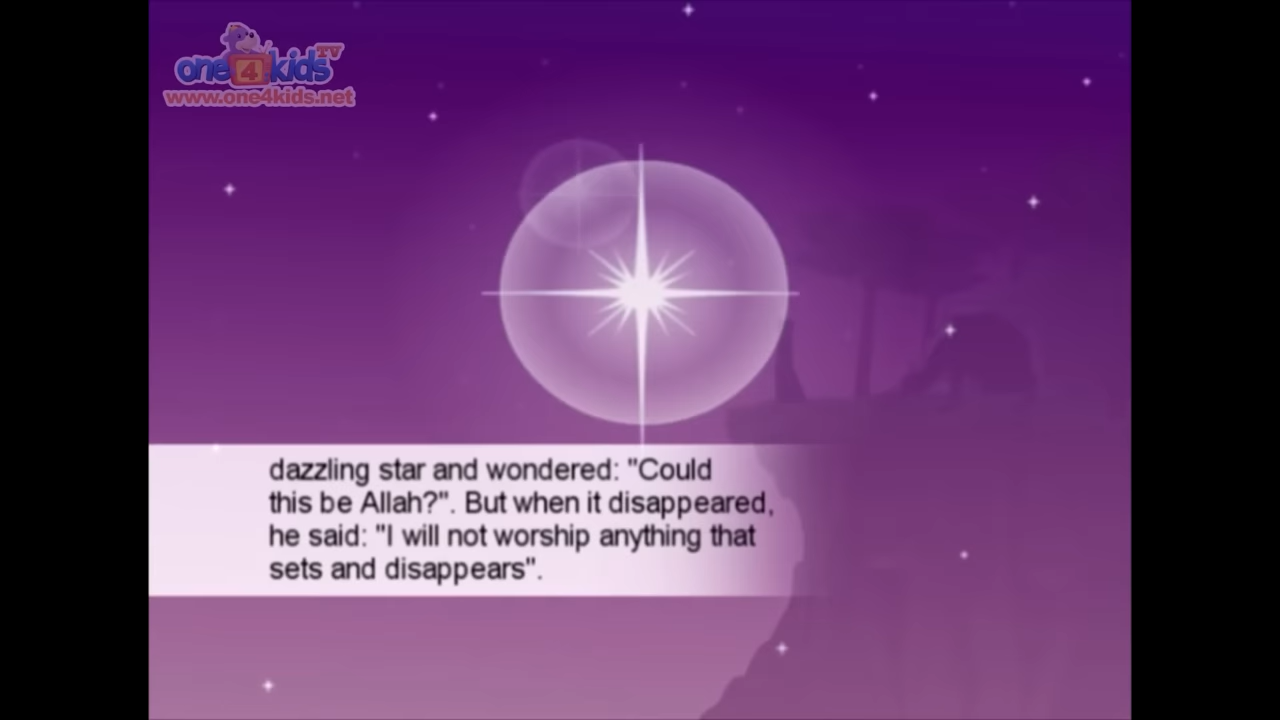 one4kids TV
www.one4kids.net
dazzling star and wondered: "Could
this be Allah?". But when it disappeared,
he said: "I will not worship anything that
sets and disappears".